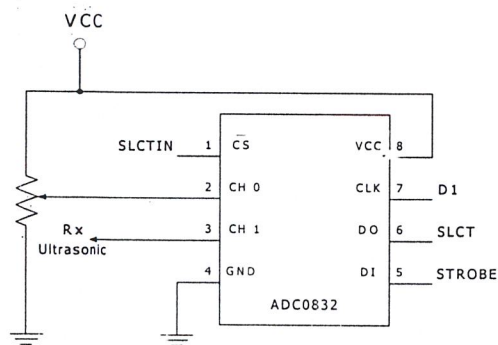 VCC
SLCTIN 1 CS VCC 8
2 CH 0 CLK 7 D1
Rx 3 CH 1 DO 6 SLCT
Ultrasonic
4 GND DI 5 STROBE
ADC0832